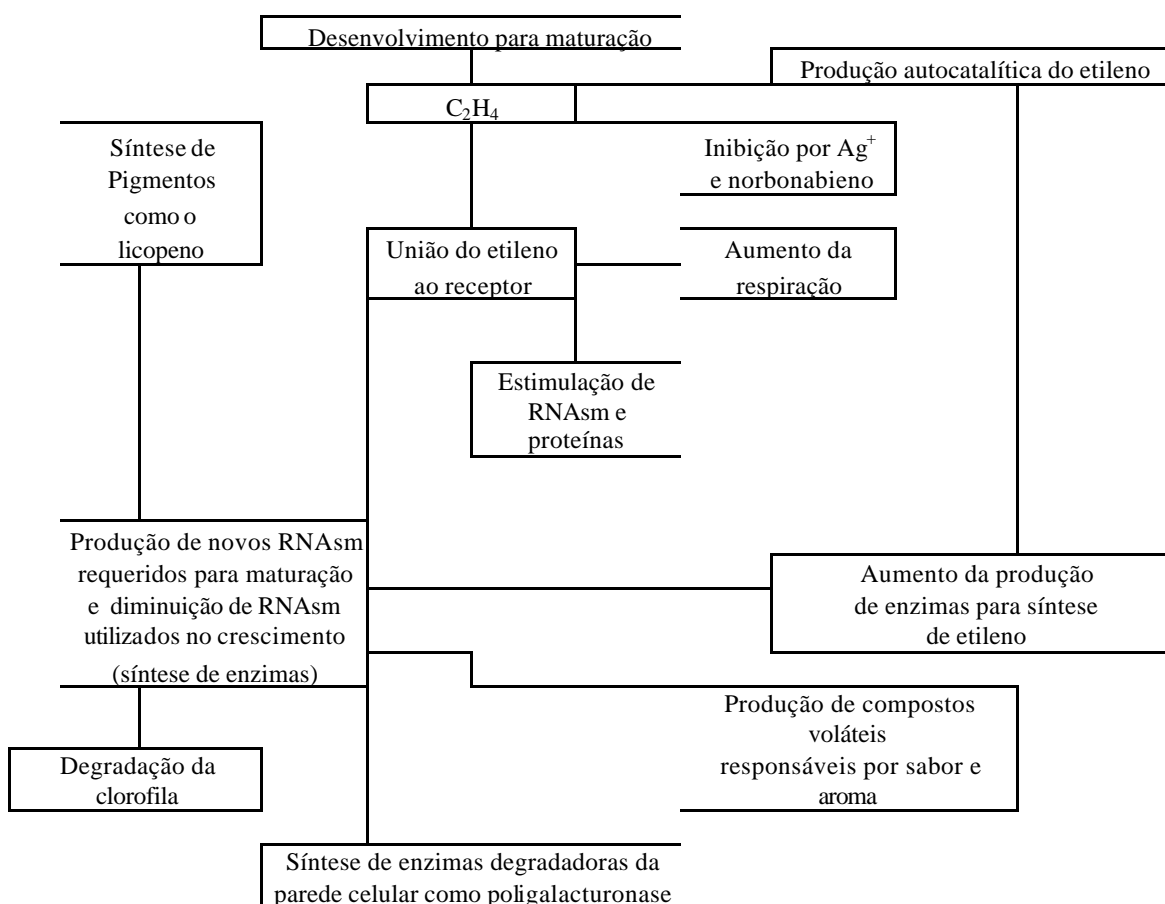 Desenvolvimento para maturação
Produção autocatalítica do etileno
C₂H₄
Síntese de
Pigmentos
como o
licopeno
Inibição por Ag⁺
e norbonabieno
União do etileno
ao receptor
Aumento da
respiração
Estimulação de
RNAsm e
proteínas
Produção de novos RNAsm
requeridos para maturação
e diminuição de RNAsm
utilizados no crescimento
(síntese de enzimas)
Aumento da produção
de enzimas para síntese
de etileno
Produção de compostos
voláteis
responsáveis por sabor e
aroma
Degradação da
clorofila
Síntese de enzimas degradadoras da
parede celular como poligalacturonase